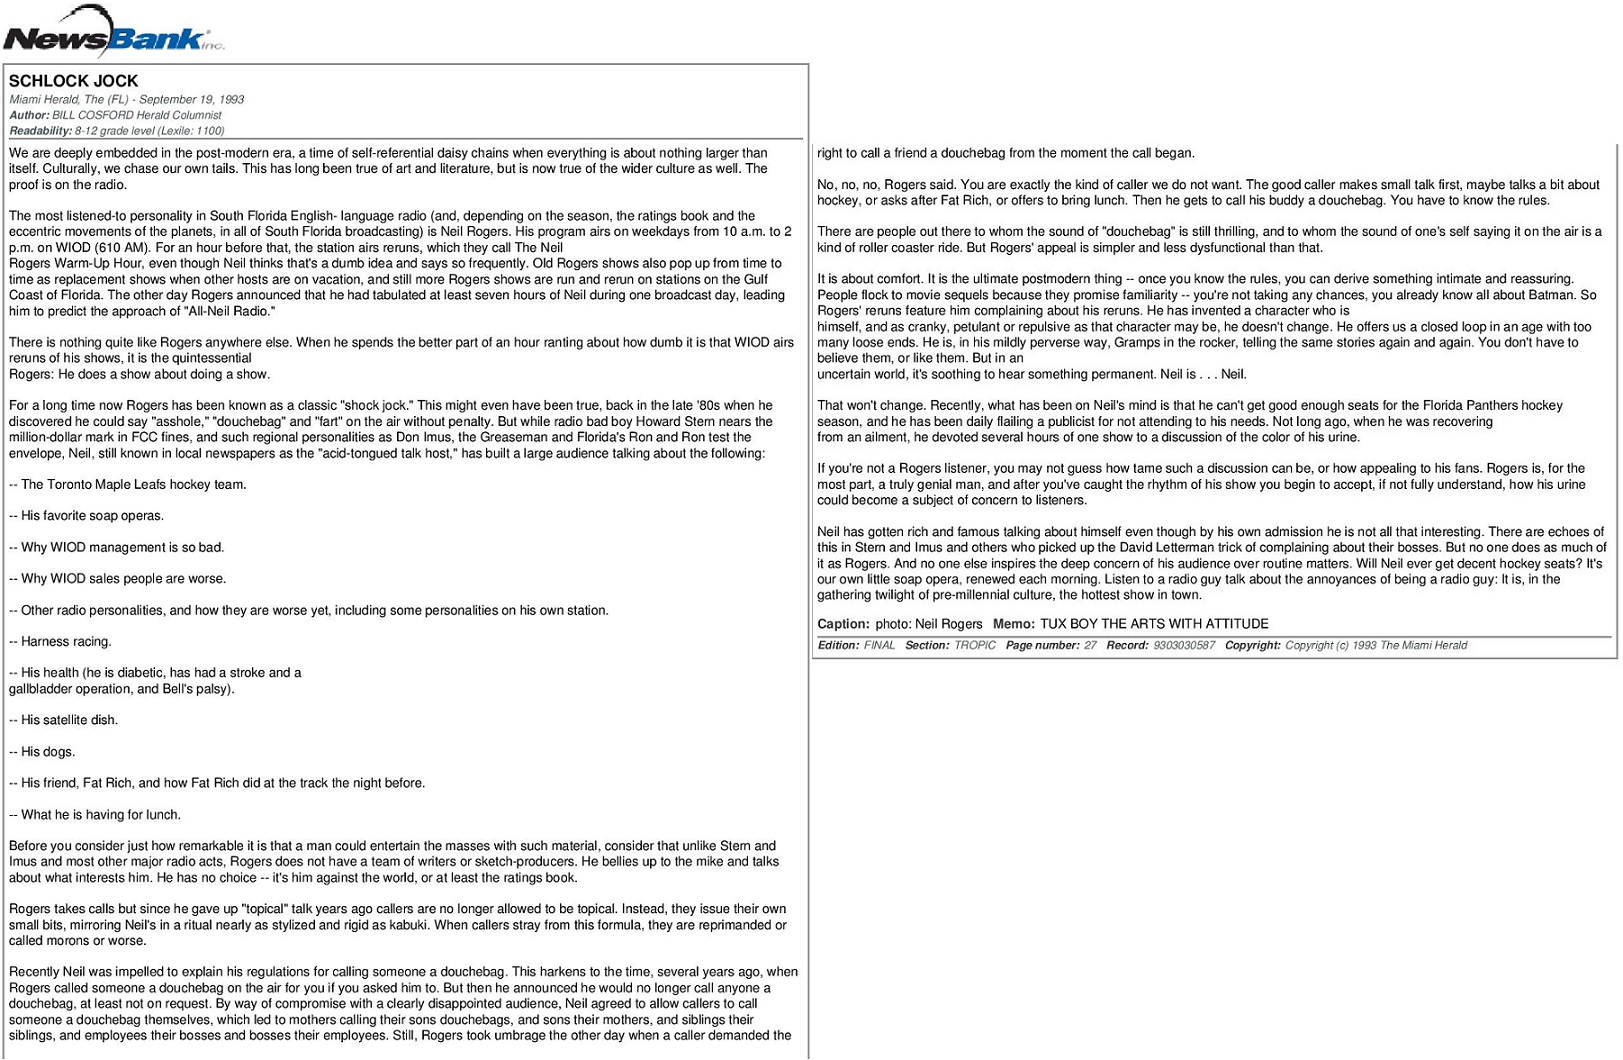 NewsBank inc.
SCHLOCK JOCK
Miami Herald, The (FL) - September 19, 1993
Author: BILL COSFORD Herald Columnist
Readability: 8-12 grade level (Lexile: 1100)
We are deeply embedded in the post-modern era, a time of self-referential daisy chains when everything is about nothing larger than
itself. Culturally, we chase our own tails. This has long been true of art and literature, but is now true of the wider culture as well. The
proof is on the radio.
The most listened-to personality in South Florida English- language radio (and, depending on the season, the ratings book and the
eccentric movements of the planets, in all of South Florida broadcasting) is Neil Rogers. His program airs on weekdays from 10 a.m. to 2
p.m. on WIOD (610 AM). For an hour before that, the station airs reruns, which they call The Neil
Rogers Warm-Up Hour, even though Neil thinks that's a dumb idea and says so frequently. Old Rogers shows also pop up from time to
time as replacement shows when other hosts are on vacation, and still more Rogers shows are run and rerun on stations on the Gulf
Coast of Florida. The other day Rogers announced that he had tabulated at least seven hours of Neil during one broadcast day, leading
him to predict the approach of "All-Neil Radio."
There is nothing quite like Rogers anywhere else. When he spends the better part of an hour ranting about how dumb it is that WIOD airs
reruns of his shows, it is the quintessential
Rogers: He does a show about doing a show.
For a long time now Rogers has been known as a classic "shock jock." This might even have been true, back in the late '80s when he
discovered he could say "asshole," "douchebag" and "fart" on the air without penalty. But while radio bad boy Howard Stern nears the
million-dollar mark in FCC fines, and such regional personalities as Don Imus, the Greaseman and Florida's Ron and Ron test the
envelope, Neil, still known in local newspapers as the "acid-tongued talk host," has built a large audience talking about the following:
-- The Toronto Maple Leafs hockey team.
-- His favorite soap operas.
-- Why WIOD management is so bad.
-- Why WIOD sales people are worse.
-- Other radio personalities, and how they are worse yet, including some personalities on his own station.
-- Harness racing.
-- His health (he is diabetic, has had a stroke and a
gallbladder operation, and Bell's palsy).
-- His satellite dish.
-- His dogs.
-- His friend, Fat Rich, and how Fat Rich did at the track the night before.
-- What he is having for lunch.
Before you consider just how remarkable it is that a man could entertain the masses with such material, consider that unlike Stern and
Imus and most other major radio acts, Rogers does not have a team of writers or sketch-producers. He bellies up to the mike and talks
about what interests him. He has no choice -- it's him against the world, or at least the ratings book.
Rogers takes calls but since he gave up "topical" talk years ago callers are no longer allowed to be topical. Instead, they issue their own
small bits, mirroring Neil's in a ritual nearly as stylized and rigid as kabuki. When callers stray from this formula, they are reprimanded or
called morons or worse.
Recently Neil was impelled to explain his regulations for calling someone a douchebag. This harkens to the time, several years ago, when
Rogers called someone a douchebag on the air for you if you asked him to. But then he announced he would no longer call anyone a
douchebag, at least not on request. By way of compromise with a clearly disappointed audience, Neil agreed to allow callers to call
someone a douchebag themselves, which led to mothers calling their sons douchebags, and sons their mothers, and siblings their
siblings, and employees their bosses and bosses their employees. Still, Rogers took umbrage the other day when a caller demanded the
right to call a friend a douchebag from the moment the call began.
No, no, no, Rogers said. You are exactly the kind of caller we do not want. The good caller makes small talk first, maybe talks a bit about
hockey, or asks after Fat Rich, or offers to bring lunch. Then he gets to call his buddy a douchebag. You have to know the rules.
There are people out there to whom the sound of "douchebag" is still thrilling, and to whom the sound of one's self saying it on the air is a
kind of roller coaster ride. But Rogers' appeal is simpler and less dysfunctional than that.
It is about comfort. It is the ultimate postmodern thing -- once you know the rules, you can derive something intimate and reassuring.
People flock to movie sequels because they promise familiarity -- you're not taking any chances, you already know all about Batman. So
Rogers' reruns feature him complaining about his reruns. He has invented a character who is
himself, and as cranky, petulant or repulsive as that character may be, he doesn't change. He offers us a closed loop in an age with too
many loose ends. He is, in his mildly perverse way, Gramps in the rocker, telling the same stories again and again. You don't have to
believe them, or like them. But in an
uncertain world, it's soothing to hear something permanent. Neil is . . . Neil.
That won't change. Recently, what has been on Neil's mind is that he can't get good enough seats for the Florida Panthers hockey
season, and he has been daily flailing a publicist for not attending to his needs. Not long ago, when he was recovering
from an ailment, he devoted several hours of one show to a discussion of the color of his urine.
If you're not a Rogers listener, you may not guess how tame such a discussion can be, or how appealing to his fans. Rogers is, for the
most part, a truly genial man, and after you've caught the rhythm of his show you begin to accept, if not fully understand, how his urine
could become a subject of concern to listeners.
Neil has gotten rich and famous talking about himself even though by his own admission he is not all that interesting. There are echoes of
this in Stern and Imus and others who picked up the David Letterman trick of complaining about their bosses. But no one does as much of
it as Rogers. And no one else inspires the deep concern of his audience over routine matters. Will Neil ever get decent hockey seats? It's
our own little soap opera, renewed each morning. Listen to a radio guy talk about the annoyances of being a radio guy: It is, in the
gathering twilight of pre-millennial culture, the hottest show in town.
Caption: photo: Neil Rogers Memo: TUX BOY THE ARTS WITH ATTITUDE
Edition: FINAL Section: TROPIC Page number: 27 Record: 9303030587 Copyright: Copyright (c) 1993 The Miami Herald